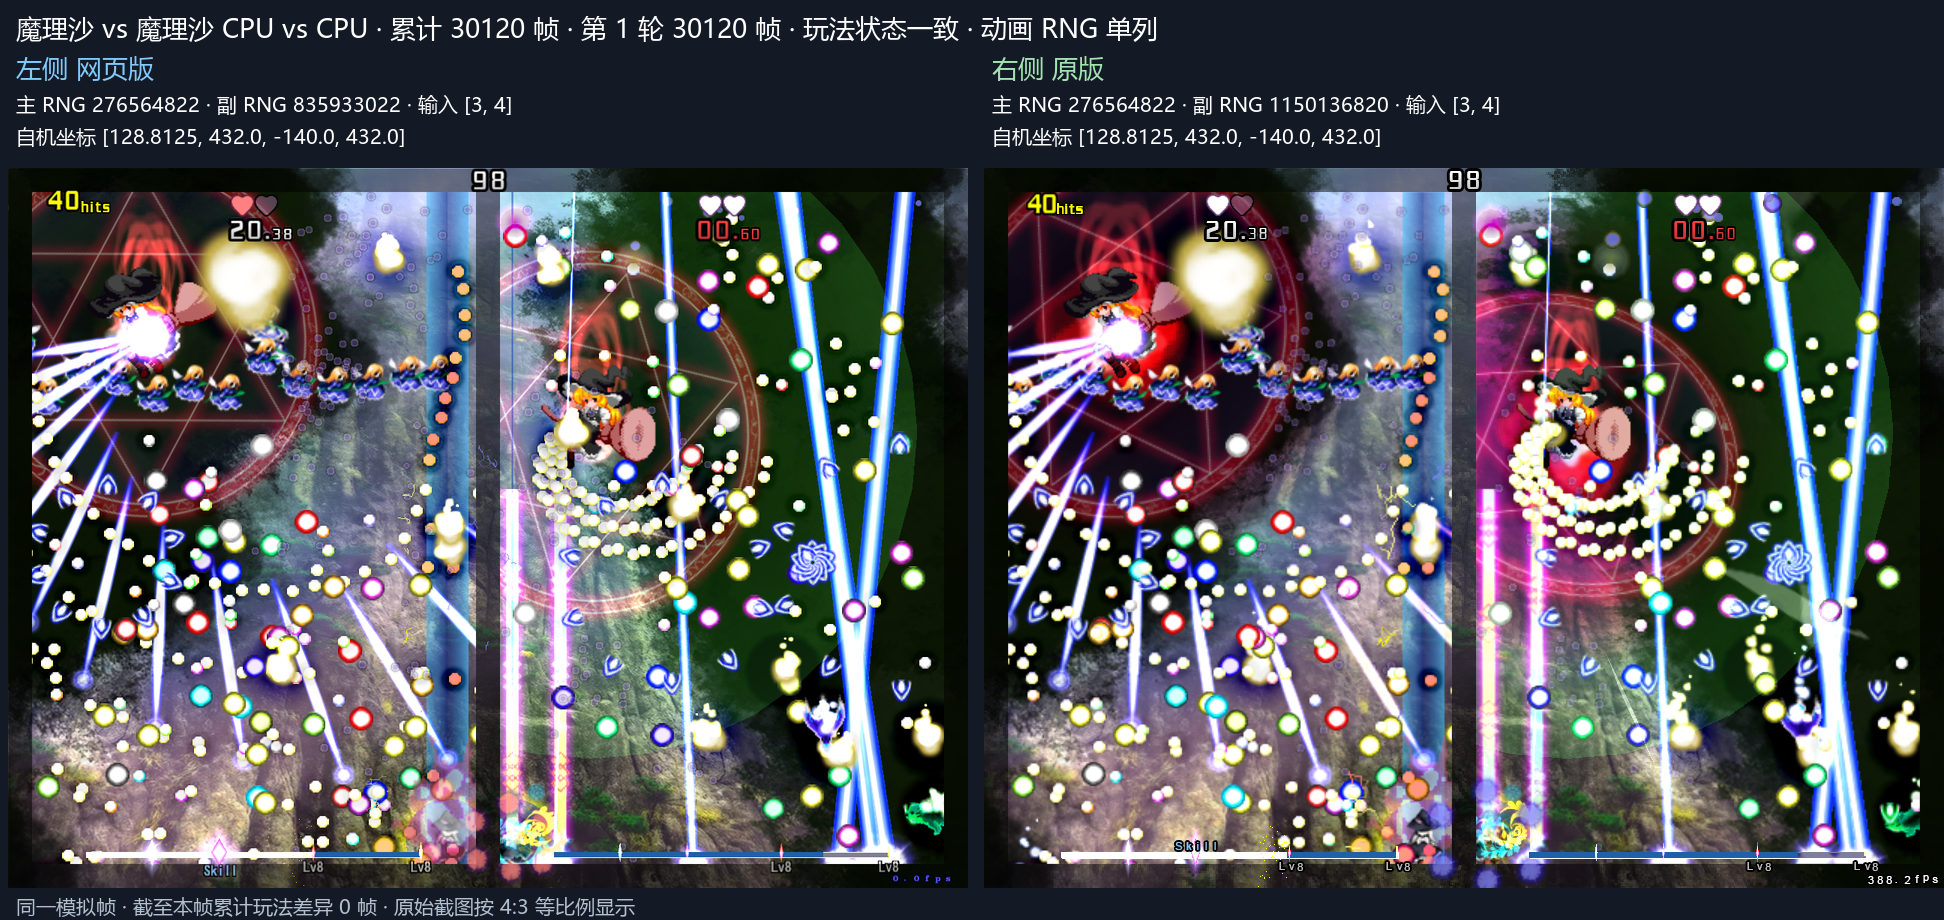 魔理沙 vs 魔理沙 CPU vs CPU · 累计 30120 帧 · 第 1 轮 30120 帧 · 玩法状态一致 · 动画 RNG 单列
左侧 网页版
主 RNG 276564822 · 副 RNG 835933022 · 输入 [3, 4]
自机坐标 [128.8125, 432.0, -140.0, 432.0]
右侧 原版
主 RNG 276564822 · 副 RNG 1150136820 · 输入 [3, 4]
自机坐标 [128.8125, 432.0, -140.0, 432.0]
98
40hits
20.38
00.60
Skill
Lv8
Lv8
Lv8
Lv8
0.0fps
98
40hits
20.38
00.60
Skill
Lv8
Lv8
Lv8
Lv8
388.2fps
同一模拟帧 · 截至本帧累计玩法差异 0 帧 · 原始截图按 4:3 等比例显示